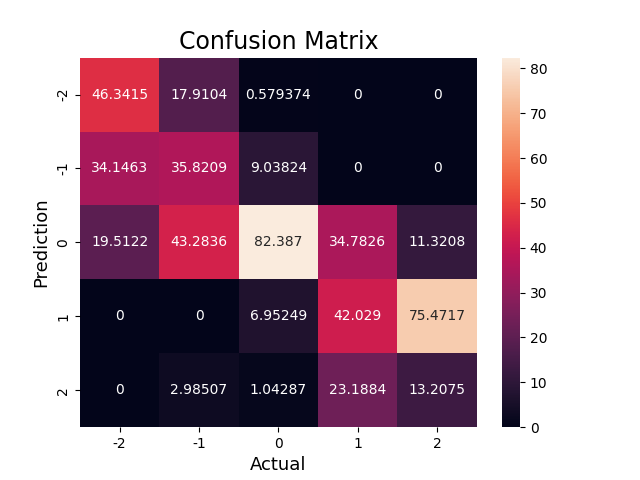 Confusion Matrix
Prediction
-2 46.3415 17.9104 0.579374 0 0
-1 34.1463 35.8209 9.03824 0 0
0 19.5122 43.2836 82.387 34.7826 11.3208
1 0 0 6.95249 42.029 75.4717
2 0 2.98507 1.04287 23.1884 13.2075
-2 -1 0 1 2
Actual
80
70
60
50
40
30
20
10
0